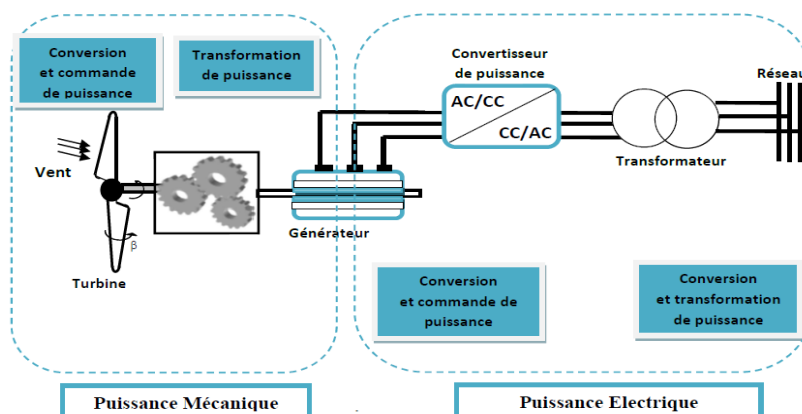 Conversion
et commande
de puissance
Transformation
de puissance
Convertisseur
de puissance
Réseau
AC/CC
CC/AC
Transformateur
Vent
β
Turbine
Générateur
Conversion
et commande de
puissance
Conversion
et transformation
de puissance
Puissance Mécanique
Puissance Electrique